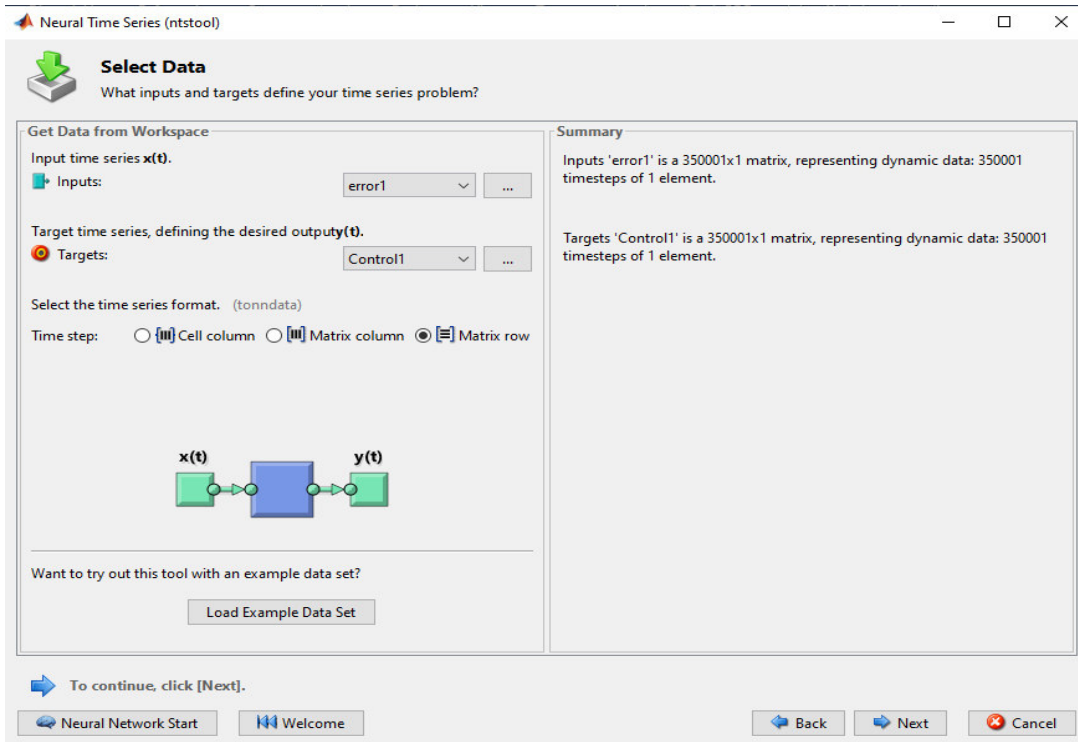 Neural Time Series (ntstool)
Select Data
What inputs and targets define your time series problem?
Get Data from Workspace
Input time series x(t).
Inputs:
error1
...
Target time series, defining the desired outputy(t).
Targets:
Control1
...
Select the time series format. (tonndata)
Time step:
Cell column
Matrix column
Matrix row
x(t)
y(t)
Want to try out this tool with an example data set?
Load Example Data Set
Summary
Inputs 'error1' is a 350001x1 matrix, representing dynamic data: 350001
timesteps of 1 element.
Targets 'Control1' is a 350001x1 matrix, representing dynamic data: 350001
timesteps of 1 element.
To continue, click [Next].
Neural Network Start
Welcome
Back
Next
Cancel